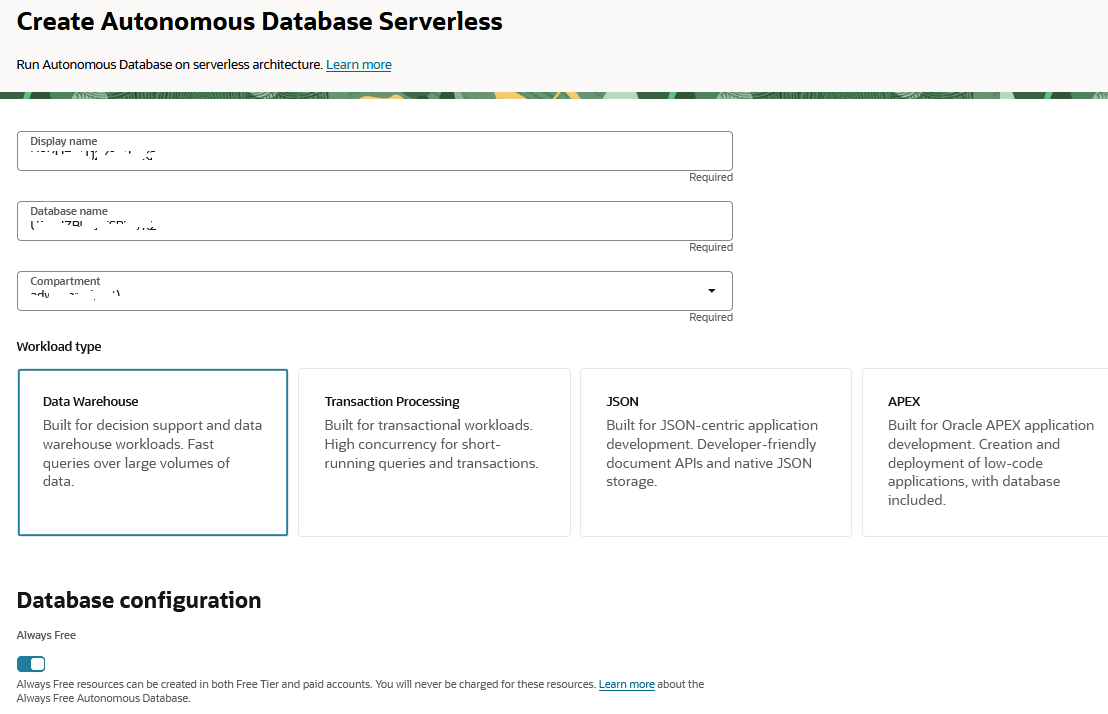 Create Autonomous Database Serverless
Run Autonomous Database on serverless architecture. Learn more
Display name
Required
Database name
Required
Compartment
Required
Workload type
Data Warehouse
Built for decision support and data
warehouse workloads. Fast
queries over large volumes of
data.
Transaction Processing
Built for transactional workloads.
High concurrency for short-
running queries and transactions.
JSON
Built for JSON-centric application
development. Developer-friendly
document APIs and native JSON
storage.
APEX
Built for Oracle APEX application
development. Creation and
deployment of low-code
applications, with database
included.
Database configuration
Always Free
Always Free resources can be created in both Free Tier and paid accounts. You will never be charged for these resources. Learn more about the
Always Free Autonomous Database.